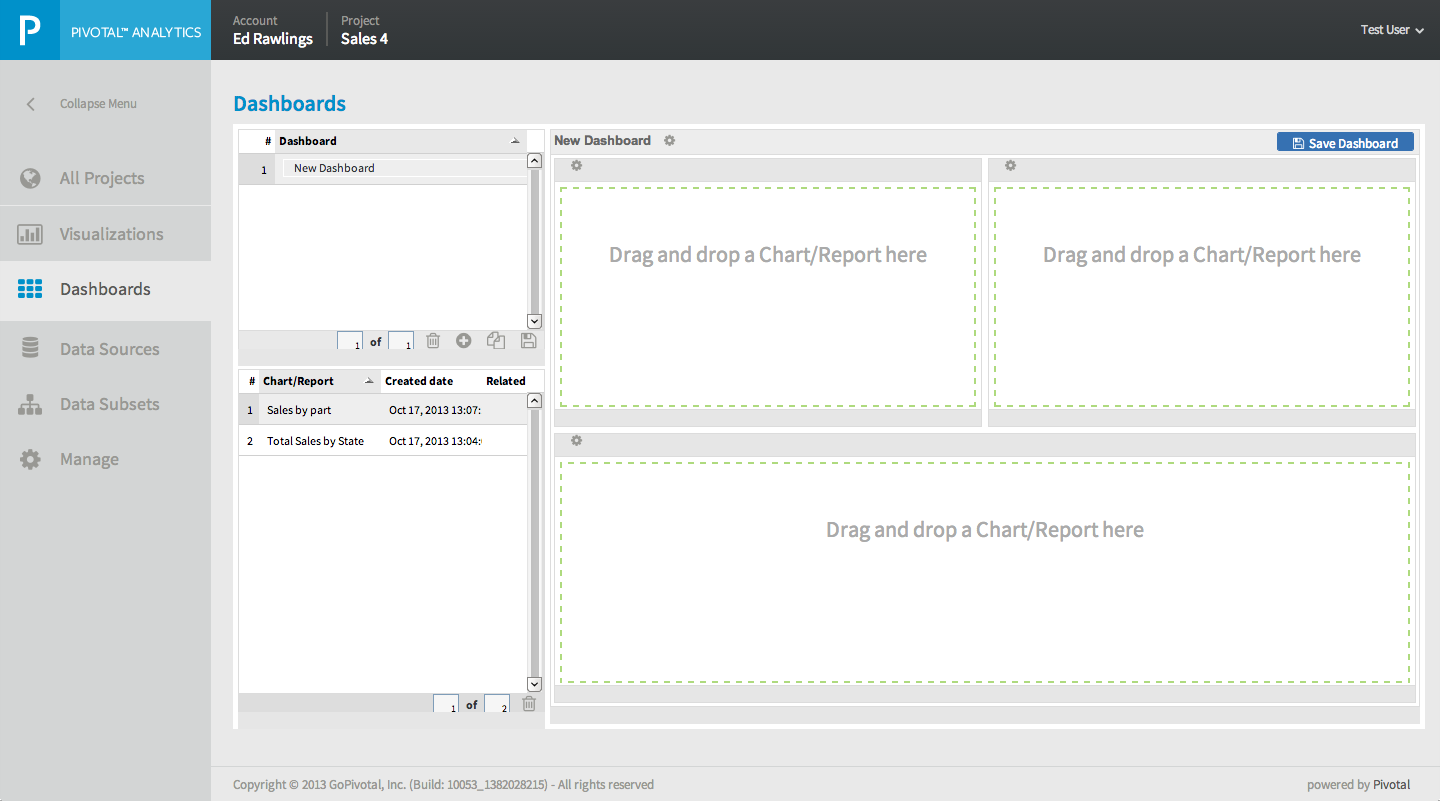 P PIVOTAL™ ANALYTICS
Account
Ed Rawlings
Project
Sales 4
Test User
Collapse Menu
All Projects
Visualizations
Dashboards
Data Sources
Data Subsets
Manage
Dashboards
# Dashboard
1 New Dashboard
1 of 1
# Chart/Report Created date Related
1 Sales by part Oct 17, 2013 13:07:
2 Total Sales by State Oct 17, 2013 13:04:
1 of 2
New Dashboard
Save Dashboard
Drag and drop a Chart/Report here
Drag and drop a Chart/Report here
Drag and drop a Chart/Report here
Copyright © 2013 GoPivotal, Inc. (Build: 10053_1382028215) - All rights reserved
powered by Pivotal